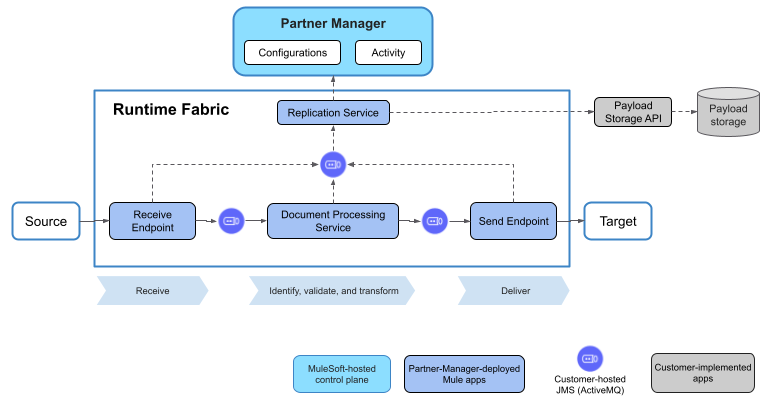 Partner Manager
Configurations
Activity
Runtime Fabric
Replication Service
Payload
Storage API
Payload
storage
Source
Receive
Endpoint
Document Processing
Service
Send Endpoint
Target
Receive
Identify, validate, and transform
Deliver
MuleSoft-hosted
control plane
Partner-Manager-deployed
Mule apps
Customer-hosted
JMS (ActiveMQ)
Customer-implemented
apps